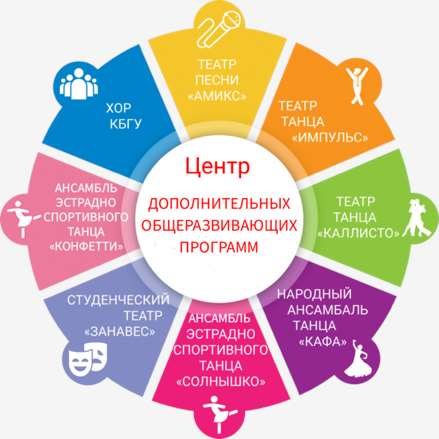 Центр
ДОПОЛНИТЕЛЬНЫХ
ОБЩЕРАЗВИВАЮЩИХ
ПРОГРАММ
ТЕАТР
ПЕСНИ
«АМИКС»
ТЕАТР
ТАНЦА
«ИМПУЛЬС»
ТЕАТР
ТАНЦА
«КАЛЛИСТО»
НАРОДНЫЙ
АНСАМБАЛЬ
ТАНЦА
«КАФА»
АНСАМБЛЬ
ЭСТРАДНО
СПОРТИВНОГО
ТАНЦА
«СОЛНЫШКО»
СТУДЕНЧЕСКИЙ
ТЕАТР
«ЗАНАВЕС»
АНСАМБЛЬ
ЭСТРАДНО
СПОРТИВНОГО
ТАНЦА
«КОНФЕТТИ»
ХОР
КБГУ